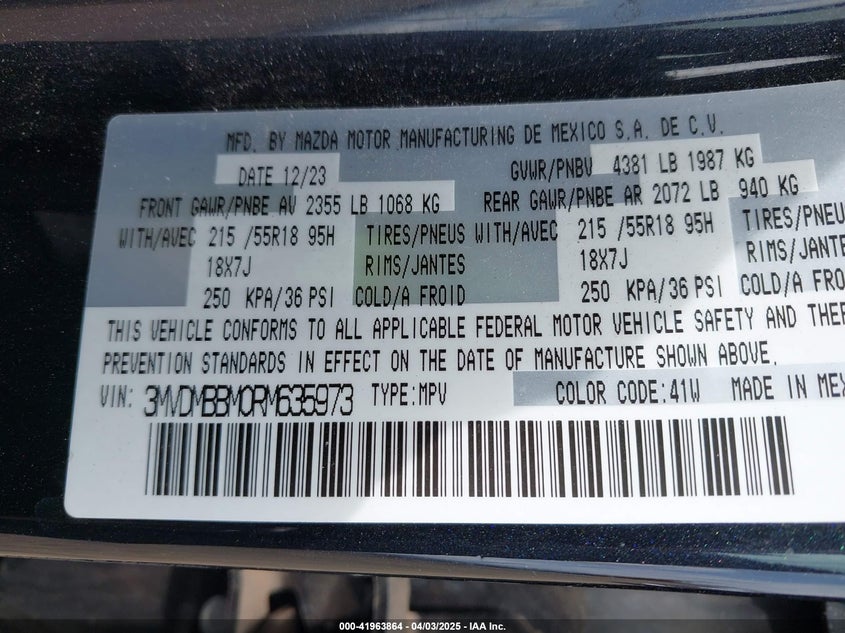 MFD. BY MAZDA MOTOR MANUFACTURING DE MEXICO S.A. DE C.V.
DATE 12/23 GVWR/PNBV 4381 LB 1987 KG
FRONT GAWR/PNBE AV 2355 LB 1068 KG REAR GAWR/PNBE AR 2072 LB 940 KG
WITH/AVEC 215 /55R18 95H TIRES/PNEUS WITH/AVEC 215 /55R18 95H TIRES/PNEU
18X7J RIMS/JANTES 18X7J RIMS/JANTE
250 KPA/36 PSI COLD/A FROID 250 KPA/36 PSI COLD/A FROI
THIS VEHICLE CONFORMS TO ALL APPLICABLE FEDERAL MOTOR VEHICLE SAFETY AND THEF
PREVENTION STANDARDS IN EFFECT ON THE DATE OF MANUFACTURE SHOWN ABOVE.
VIN: 3MVDMBBM0RM635973 TYPE:MPV COLOR CODE:41W MADE IN MEX
000-41963864 - 04/03/2025 - IAA Inc.